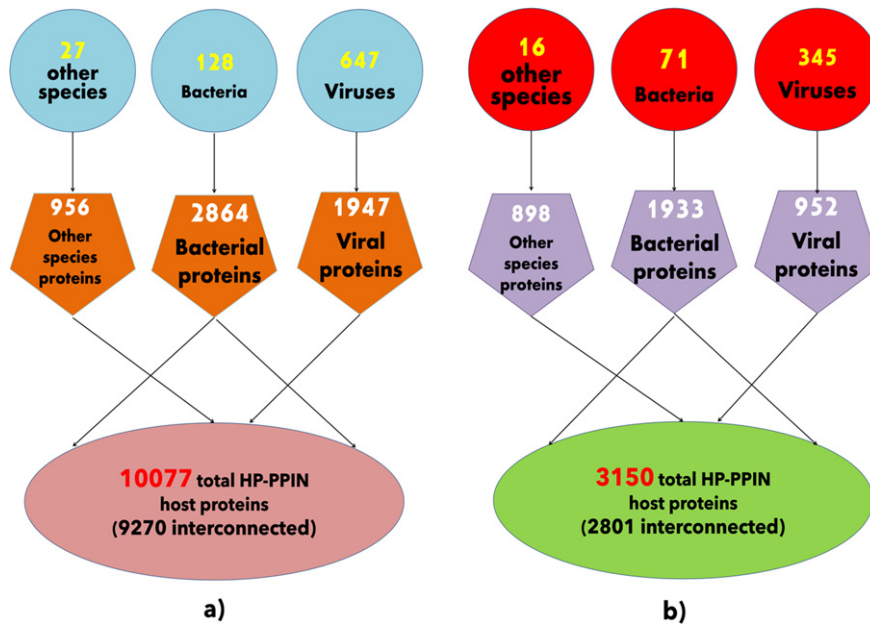 27
other
species
128
Bacteria
647
Viruses
956
Other
species
proteins
2864
Bacterial
proteins
1947
Viral
proteins
10077 total HP-PPIN
host proteins
(9270 interconnected)
a)
16
other
species
71
Bacteria
345
Viruses
898
Other
species
proteins
1933
Bacterial
proteins
952
Viral
proteins
3150 total HP-PPIN
host proteins
(2801 interconnected)
b)